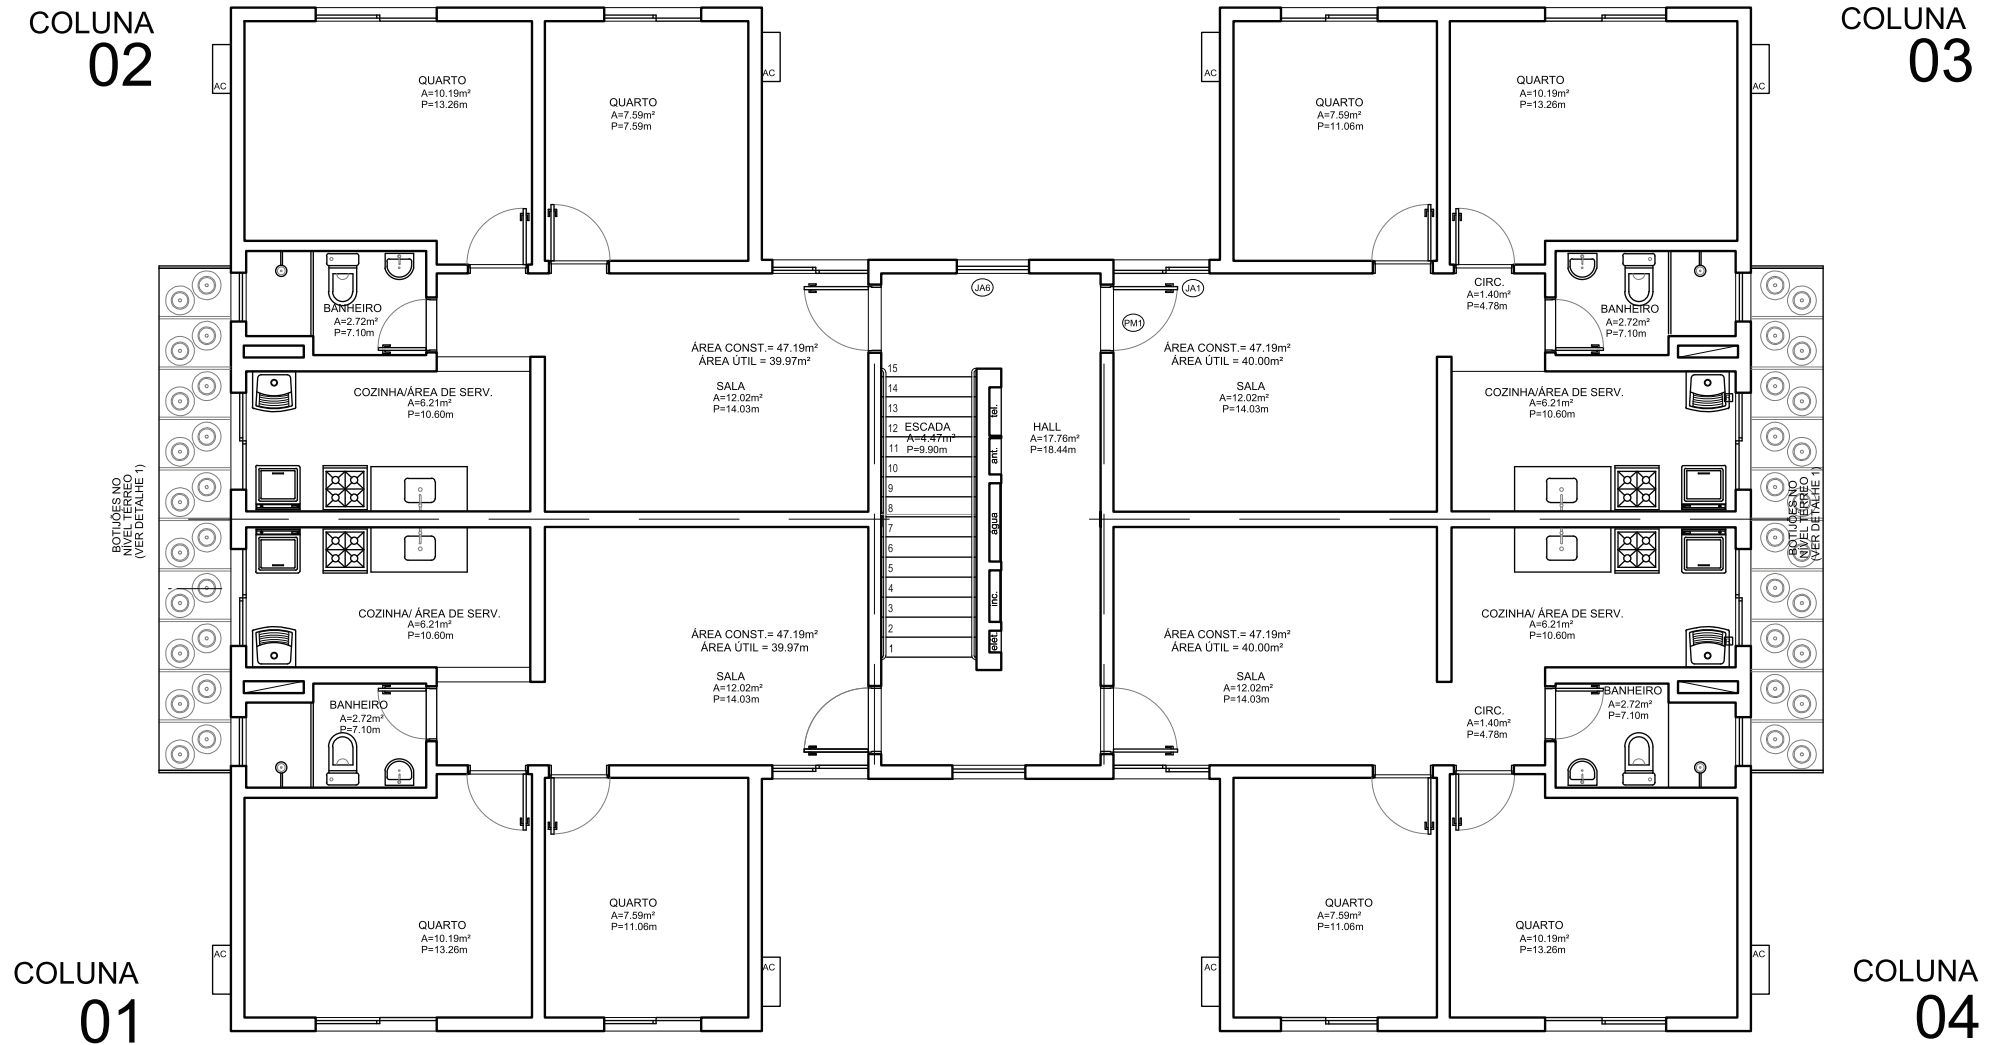 COLUNA
02
COLUNA
03
AC
QUARTO
A=10.19m²
P=13.26m
QUARTO
A=7.59m²
P=7.59m
AC
AC
QUARTO
A=7.59m²
P=11.06m
QUARTO
A=10.19m²
P=13.26m
AC
BANHEIRO
A=2.72m²
P=7.10m
JA6
JA1
PM1
CIRC.
A=1.40m²
P=4.78m
BANHEIRO
A=2.72m²
P=7.10m
ÁREA CONST.= 47.19m²
ÁREA ÚTIL = 39.97m²
SALA
A=12.02m²
P=14.03m
ÁREA CONST.= 47.19m²
ÁREA ÚTIL = 40.00m²
SALA
A=12.02m²
P=14.03m
COZINHA/ÁREA DE SERV.
A=6.21m²
P=10.60m
COZINHA/ÁREA DE SERV.
A=6.21m²
P=10.60m
15
14
13
12
11
10
9
8
7
6
5
4
3
2
1
ESCADA
A=4.47m²
P=9.90m
tel.
ant.
água
inc.
elet.
HALL
A=17.76m²
P=18.44m
BOTIJÕES NO
NÍVEL TÉRREO
(VER DETALHE 1)
BOTIJÕES NO
NÍVEL TÉRREO
(VER DETALHE 1)
COZINHA/ ÁREA DE SERV.
A=6.21m²
P=10.60m
ÁREA CONST.= 47.19m²
ÁREA ÚTIL = 39.97m
SALA
A=12.02m²
P=14.03m
ÁREA CONST.= 47.19m²
ÁREA ÚTIL = 40.00m²
SALA
A=12.02m²
P=14.03m
COZINHA/ ÁREA DE SERV.
A=6.21m²
P=10.60m
BANHEIRO
A=2.72m²
P=7.10m
CIRC.
A=1.40m²
P=4.78m
BANHEIRO
A=2.72m²
P=7.10m
QUARTO
A=10.19m²
P=13.26m
QUARTO
A=7.59m²
P=11.06m
QUARTO
A=7.59m²
P=11.06m
QUARTO
A=10.19m²
P=13.26m
AC
AC
AC
AC
COLUNA
01
COLUNA
04